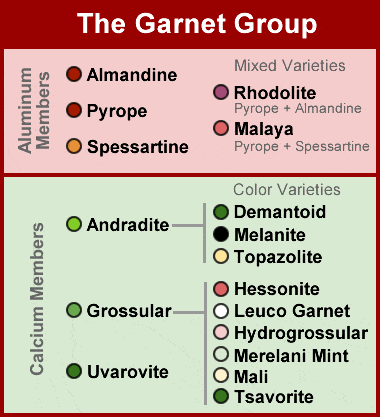 The Garnet Group
Aluminum
Members
Almandine
Pyrope
Spessartine
Mixed Varieties
Rhodolite
Pyrope + Almandine
Malaya
Pyrope + Spessartine
Calcium Members
Andradite
Grossular
Uvarovite
Color Varieties
Demantoid
Melanite
Topazolite
Hessonite
Leuco Garnet
Hydrogrossular
Merelani Mint
Mali
Tsavorite